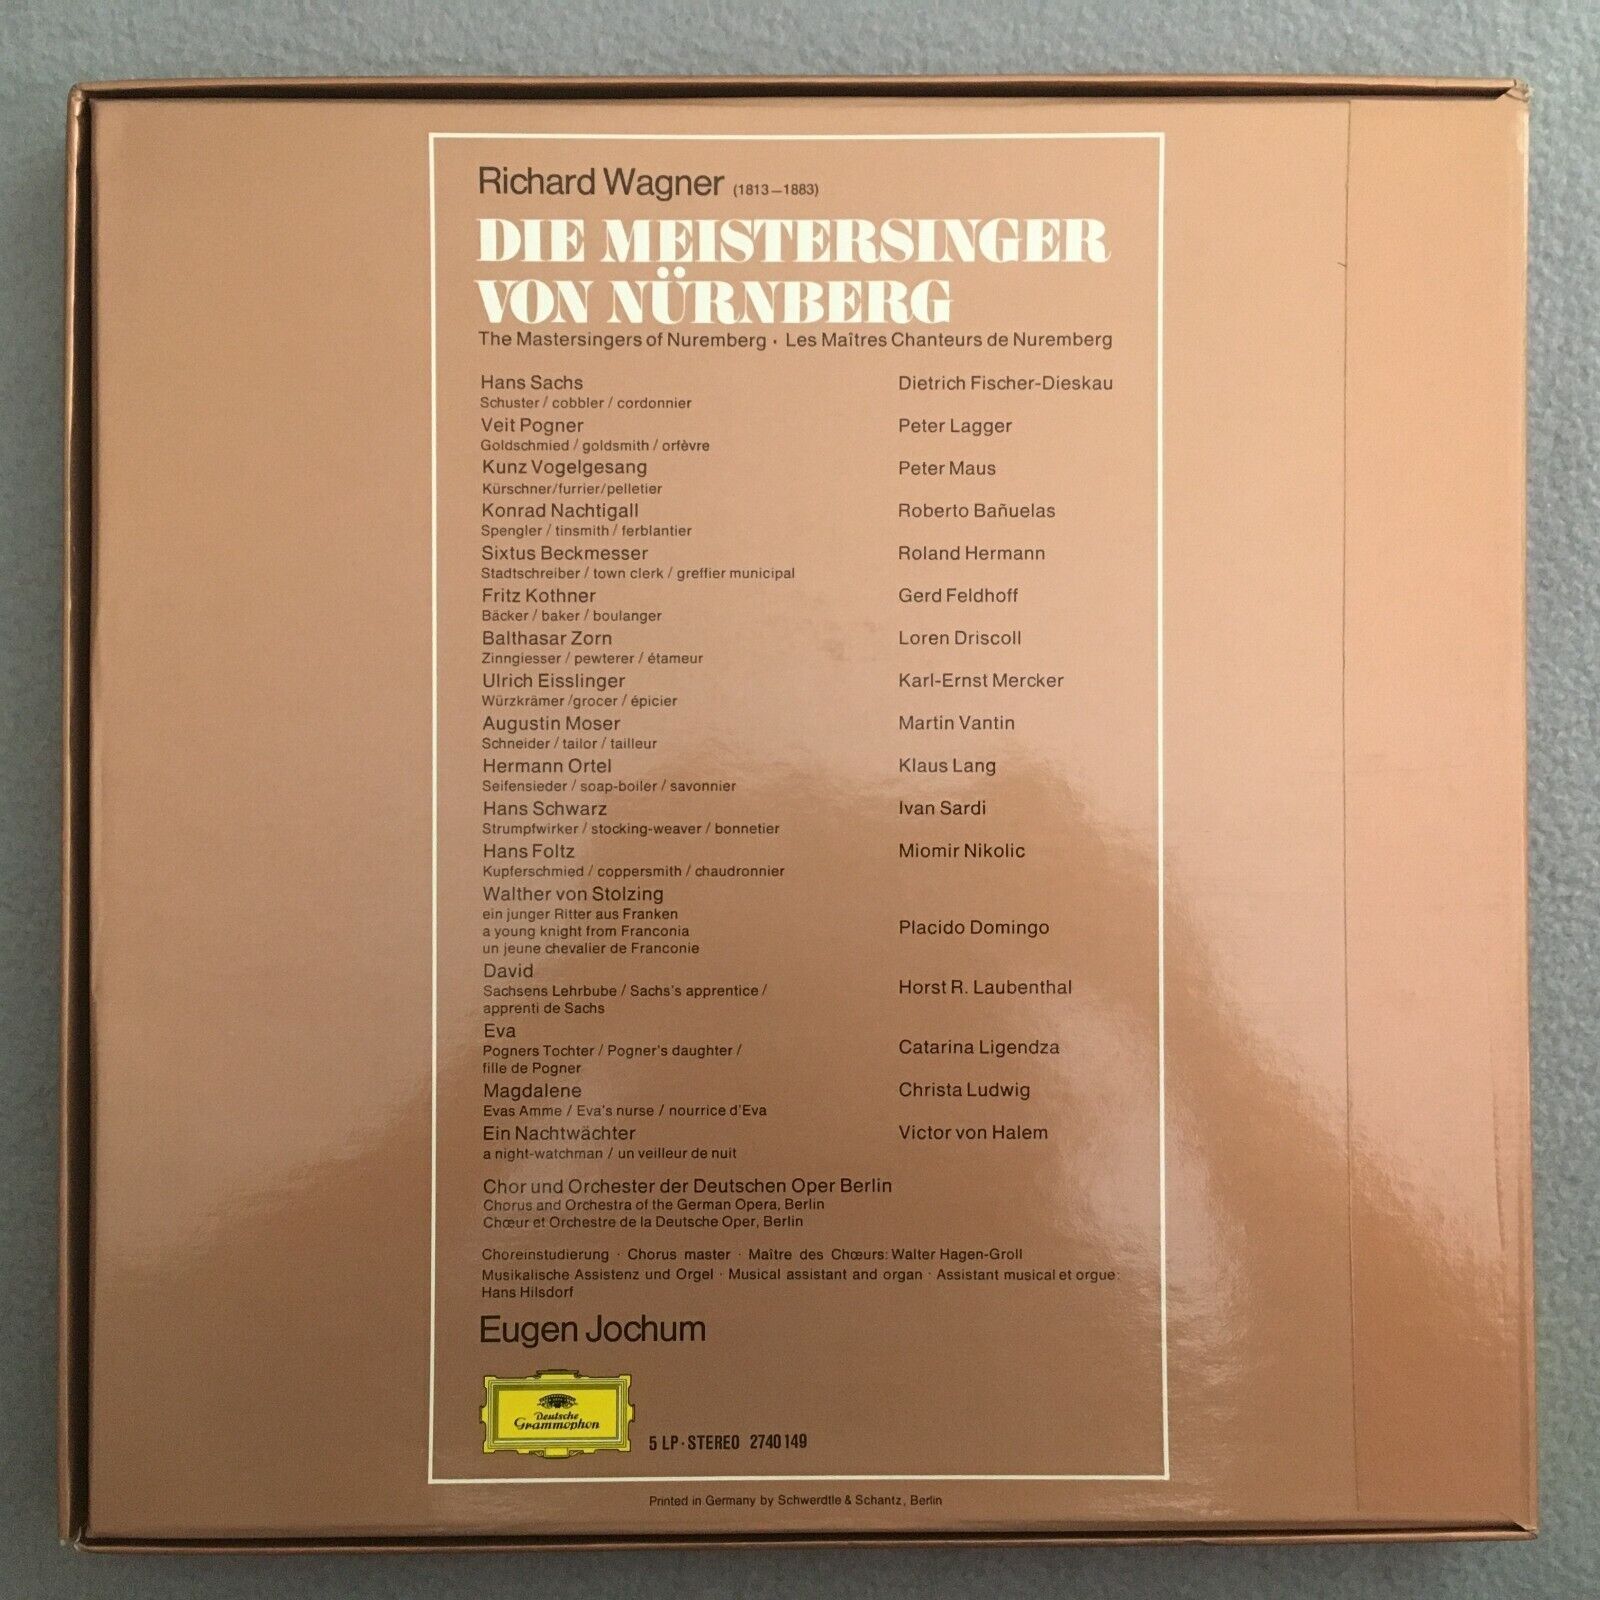 Richard Wagner (1813–1883)
DIE MEISTERSINGER
VON NÜRNBERG
The Mastersingers of Nuremberg · Les Maîtres Chanteurs de Nuremberg
Hans Sachs Dietrich Fischer-Dieskau
Schuster / cobbler / cordonnier
Veit Pogner Peter Lagger
Goldschmied / goldsmith / orfèvre
Kunz Vogelgesang Peter Maus
Kürschner/furrier/pelletier
Konrad Nachtigall Roberto Bañuelas
Spengler / tinsmith / ferblantier
Sixtus Beckmesser Roland Hermann
Stadtschreiber / town clerk / greffier municipal
Fritz Kothner Gerd Feldhoff
Bäcker / baker / boulanger
Balthasar Zorn Loren Driscoll
Zinngiesser / pewterer / étameur
Ulrich Eisslinger Karl-Ernst Mercker
Würzkrämer /grocer / épicier
Augustin Moser Martin Vantin
Schneider / tailor / tailleur
Hermann Ortel Klaus Lang
Seifensieder / soap-boiler / savonnier
Hans Schwarz Ivan Sardi
Strumpfwirker / stocking-weaver / bonnetier
Hans Foltz Miomir Nikolic
Kupferschmied / coppersmith / chaudronnier
Walther von Stolzing
ein junger Ritter aus Franken
a young knight from Franconia Placido Domingo
un jeune chevalier de Franconie
David
Sachsens Lehrbube / Sachs's apprentice / Horst R. Laubenthal
apprenti de Sachs
Eva
Pogners Tochter / Pogner's daughter / Catarina Ligendza
fille de Pogner
Magdalene Christa Ludwig
Evas Amme / Eva's nurse / nourrice d'Eva
Ein Nachtwächter Victor von Halem
a night-watchman / un veilleur de nuit
Chor und Orchester der Deutschen Oper Berlin
Chorus and Orchestra of the German Opera, Berlin
Chœur et Orchestre de la Deutsche Oper, Berlin
Choreinstudierung · Chorus master · Maître des Chœurs: Walter Hagen-Groll
Musikalische Assistenz und Orgel · Musical assistant and organ · Assistant musical et orgue:
Hans Hilsdorf
Eugen Jochum
Deutsche
Grammophon
5 LP · STEREO 2740 149
Printed in Germany by Schwerdtle & Schantz, Berlin